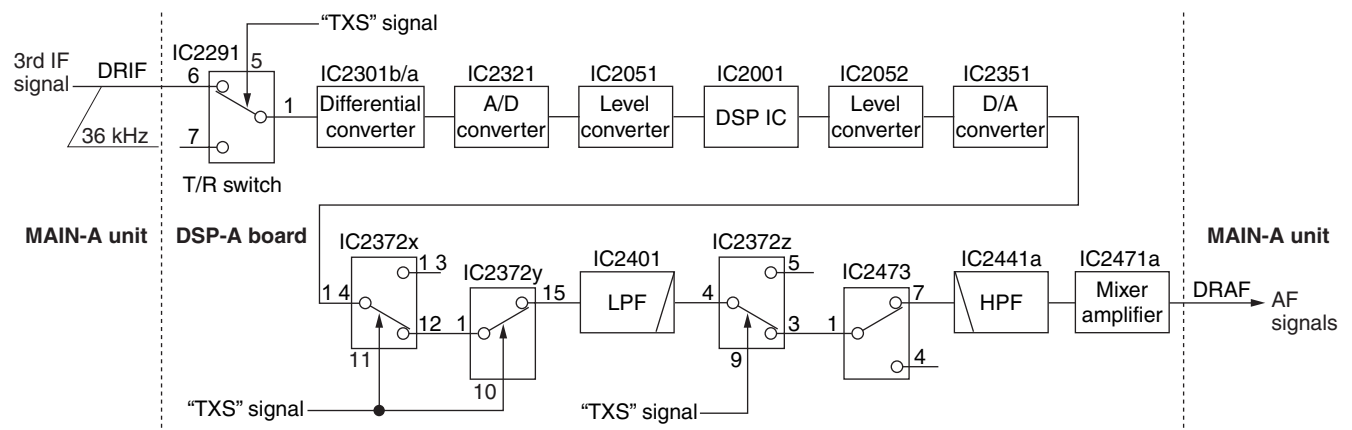 “TXS” signal
3rd IF
signal
DRIF
36 kHz
IC2291
5
6
7
1
T/R switch
IC2301b/a
Differential
converter
IC2321
A/D
converter
IC2051
Level
converter
IC2001
DSP IC
IC2052
Level
converter
IC2351
D/A
converter
MAIN-A unit
DSP-A board
MAIN-A unit
IC2372x
1 3
1 4
12
11
IC2372y
15
1
10
IC2401
LPF
IC2372z
5
4
3
9
IC2473
7
1
4
IC2441a
HPF
IC2471a
Mixer
amplifier
DRAF
AF
signals
“TXS” signal
“TXS” signal